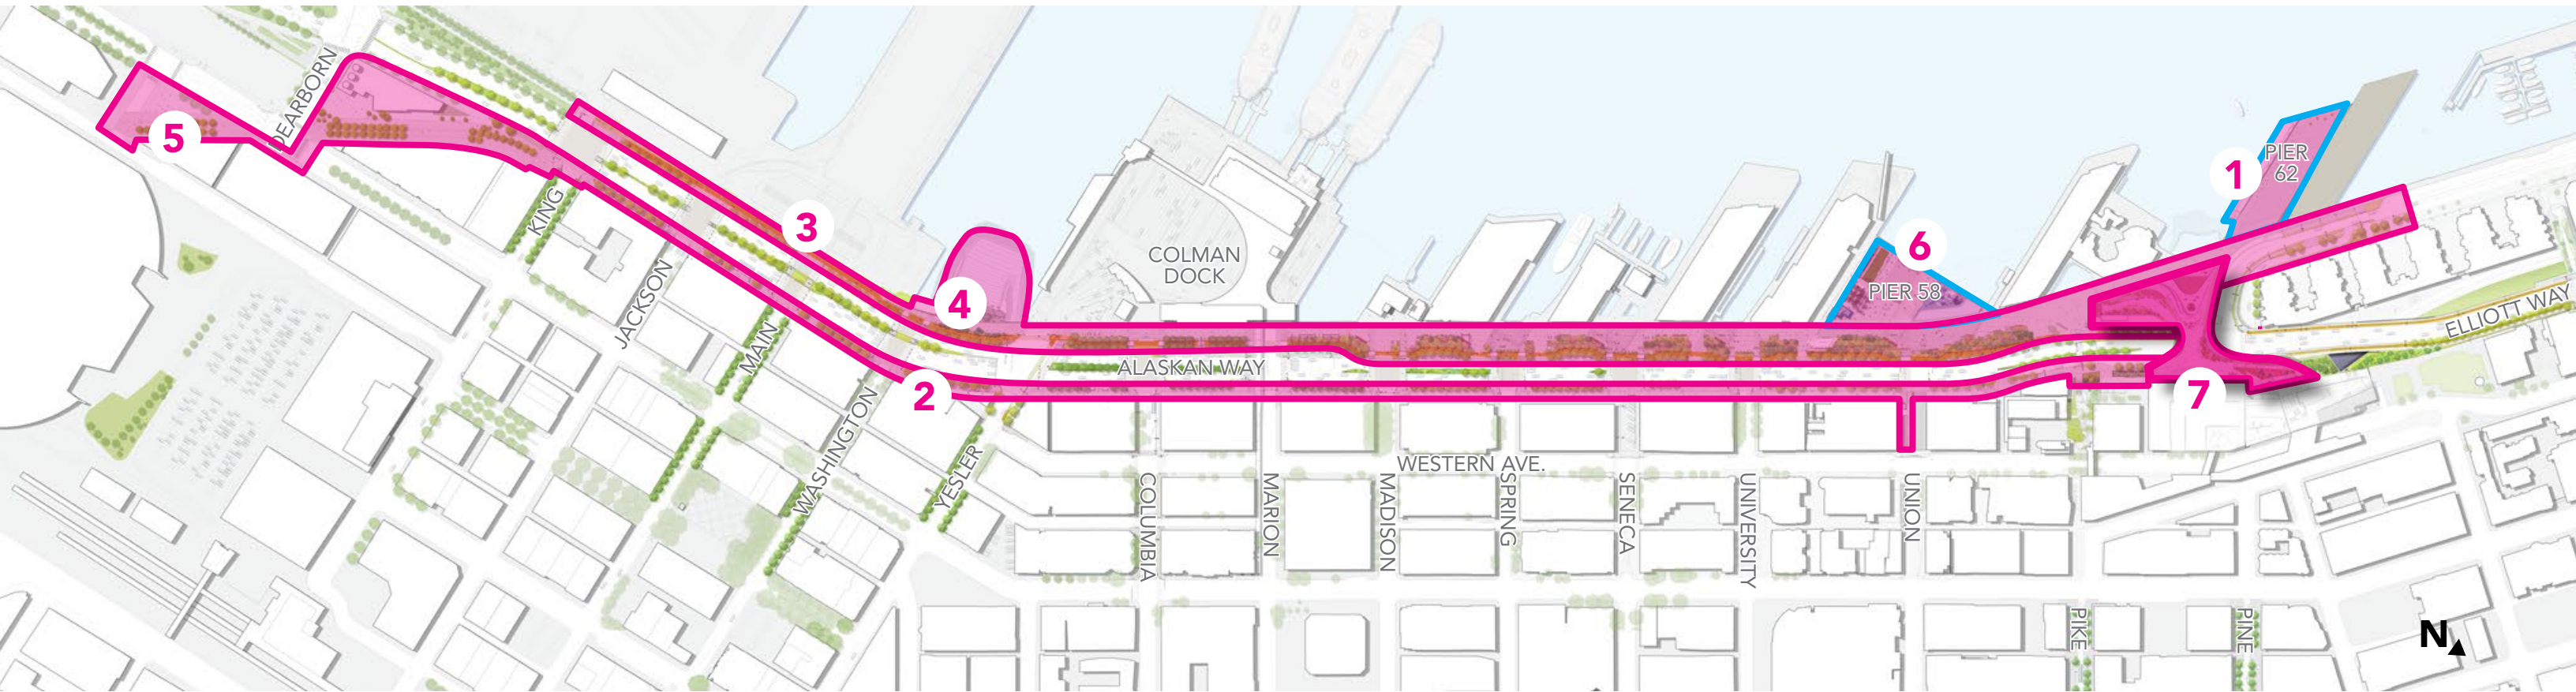 DEARBORN
5
KING
JACKSON
MAIN
WASHINGTON
YESLER
3
4
2
COLMAN
DOCK
ALASKAN WAY
WESTERN AVE.
COLUMBIA
MARION
MADISON
SPRING
SENECA
UNIVERSITY
UNION
6
PIER 58
1
PIER
62
7
ELLIOTT WAY
PIKE
PINE
N